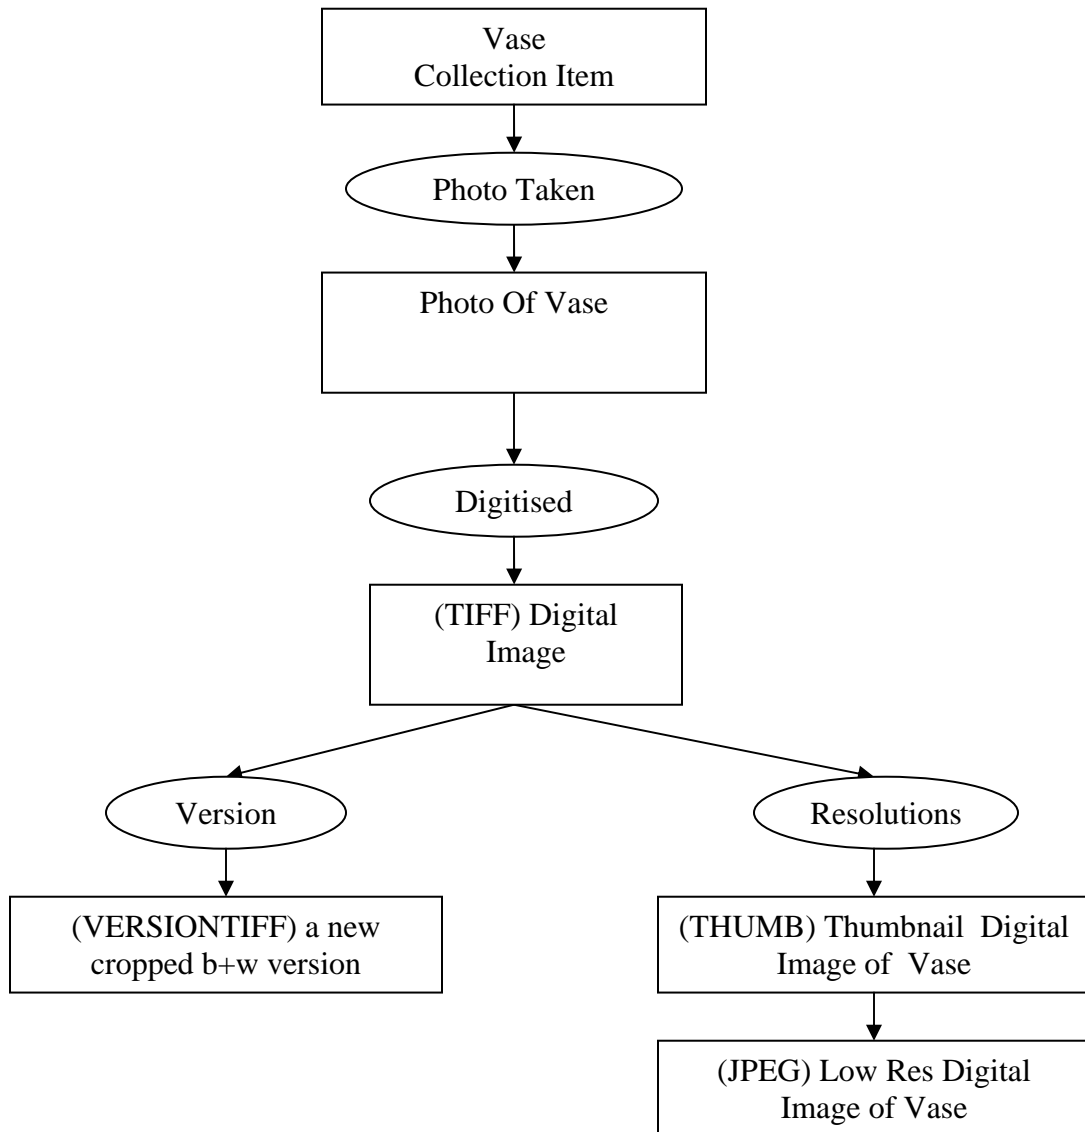 Vase
Collection Item
Photo Taken
Photo Of Vase
Digitised
(TIFF) Digital
Image
Version
Resolutions
(VERSIONTIFF) a new
cropped b+w version
(THUMB) Thumbnail  Digital
Image of  Vase
(JPEG) Low Res Digital
Image of Vase